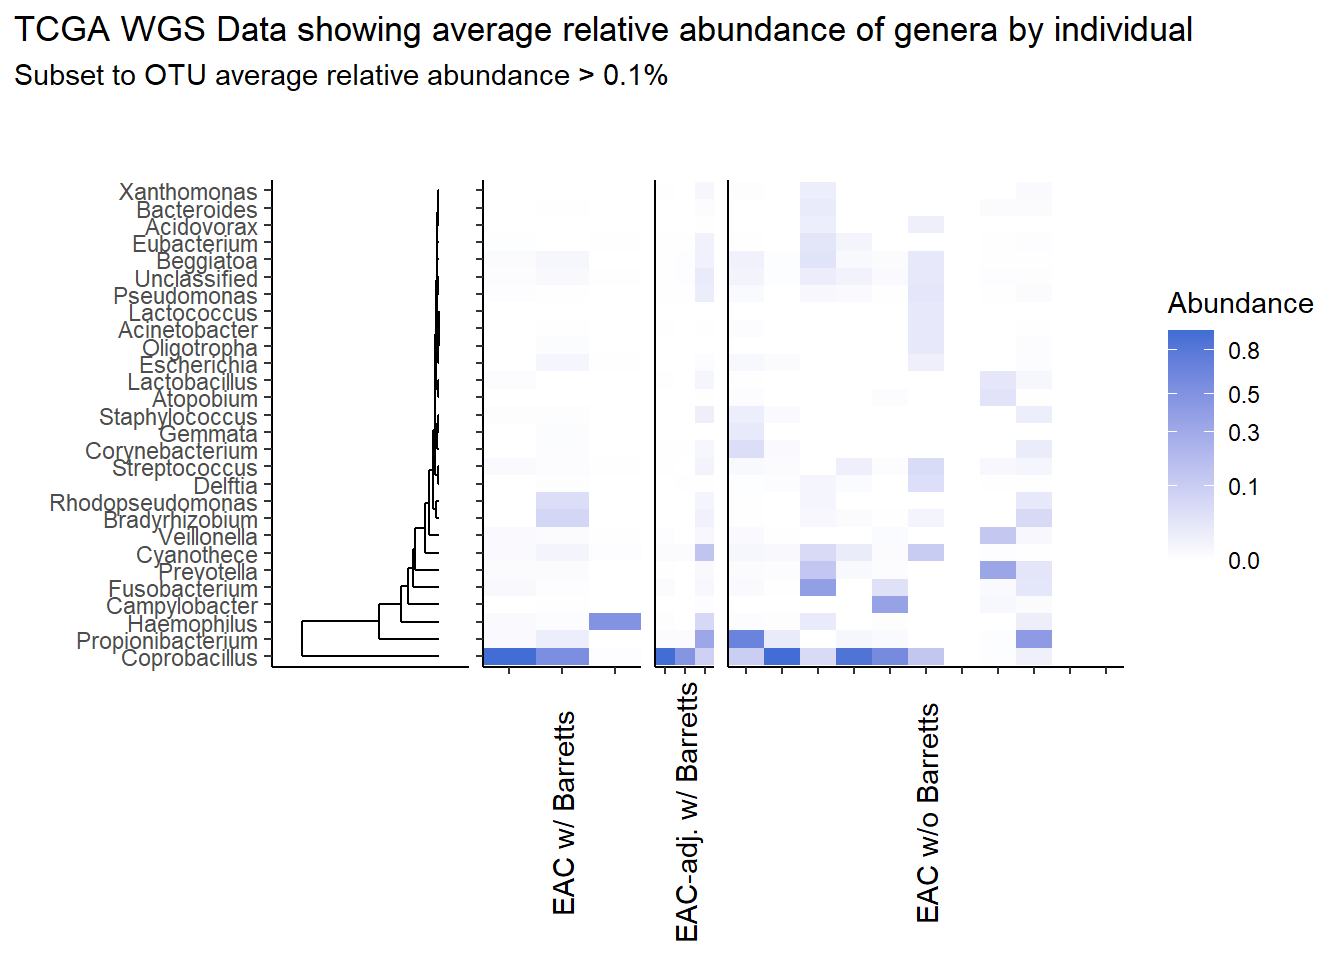 TCGA WGS Data showing average relative abundance of genera by individual
Subset to OTU average relative abundance > 0.1%
Xanthomonas
Bacteroides
Acidovorax
Eubacterium
Beggiatoa
Unclassified
Pseudomonas
Lactococcus
Acinetobacter
Oligotropha
Escherichia
Lactobacillus
Atopobium
Staphylococcus
Gemmata
Corynebacterium
Streptococcus
Delftia
Rhodopseudomonas
Bradyrhizobium
Veillonella
Cyanothece
Prevotella
Fusobacterium
Campylobacter
Haemophilus
Propionibacterium
Coprobacillus
EAC w/ Barretts
EAC-adj. w/ Barretts
EAC w/o Barretts
Abundance
0.8
0.5
0.3
0.1
0.0